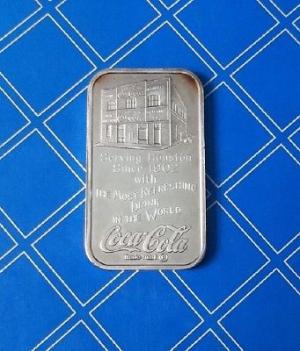 Serving Houston
Since 1902
with
THE MOST REFRESHING
DRINK
IN THE WORLD
Coca-Cola